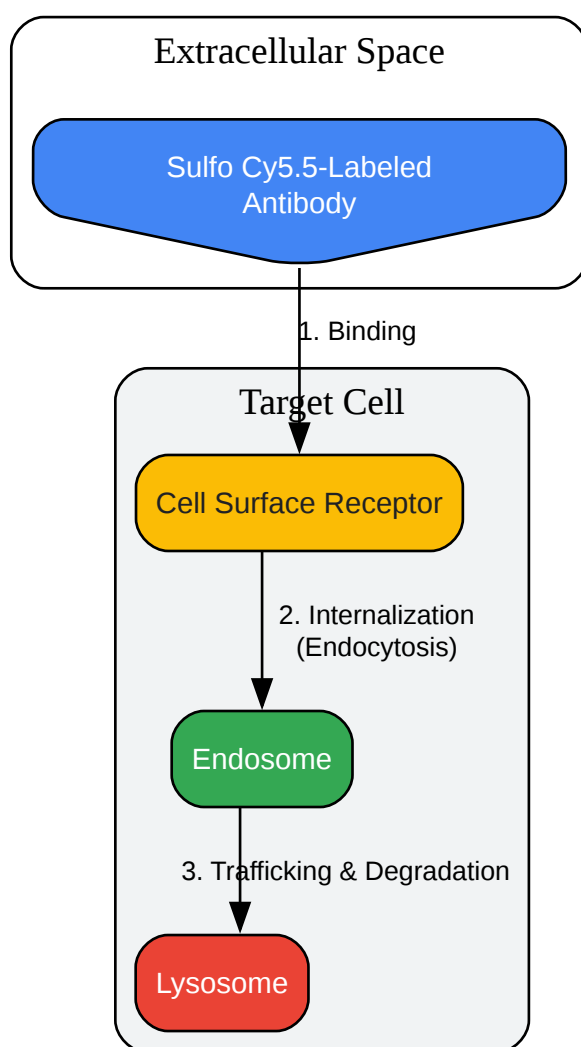 Extracellular Space
Sulfo Cy5.5-Labeled
Antibody
1. Binding
Target Cell
Cell Surface Receptor
2. Internalization
(Endocytosis)
Endosome
3. Trafficking & Degradation
Lysosome